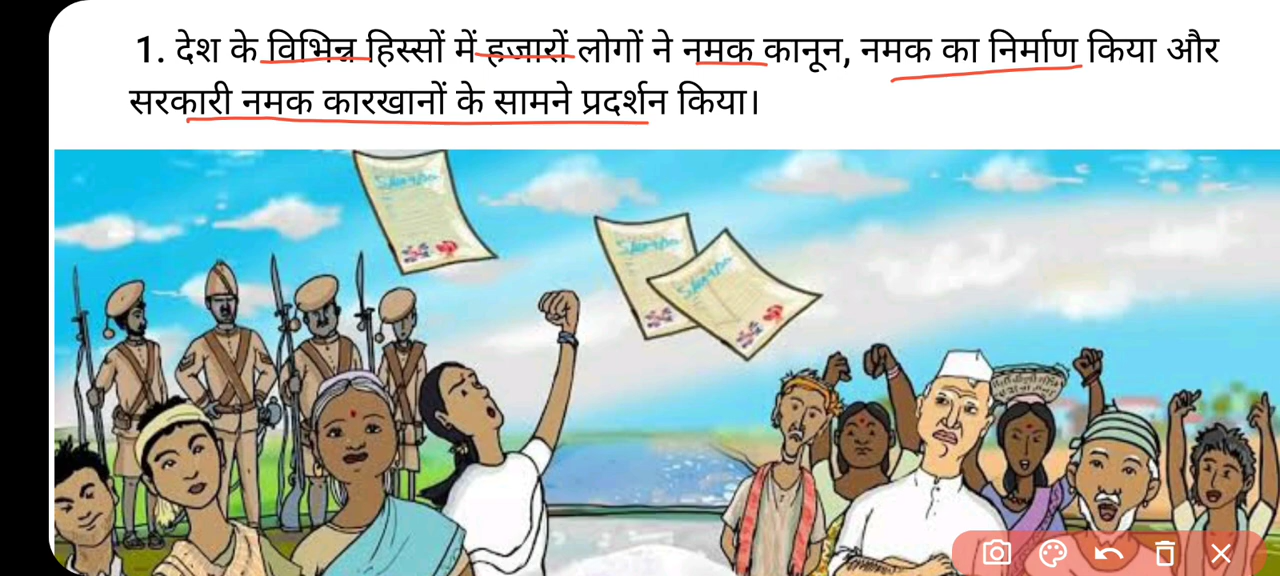 1. देश के विभिन्न हिस्सों में हजारों लोगों ने नमक कानून, नमक का निर्माण किया और
सरकारी नमक कारखानों के सामने प्रदर्शन किया।